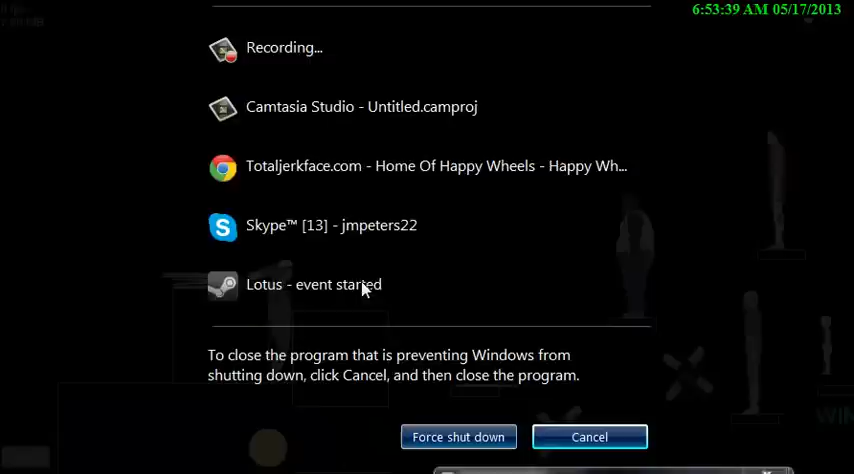 6:53:39 AM 05/17/2013
Recording...
Camtasia Studio - Untitled.camproj
Totaljerkface.com - Home Of Happy Wheels - Happy Wh...
Skype™ [13] - jmpeters22
Lotus - event started
To close the program that is preventing Windows from
shutting down, click Cancel, and then close the program.
WIN
Force shut down
Cancel